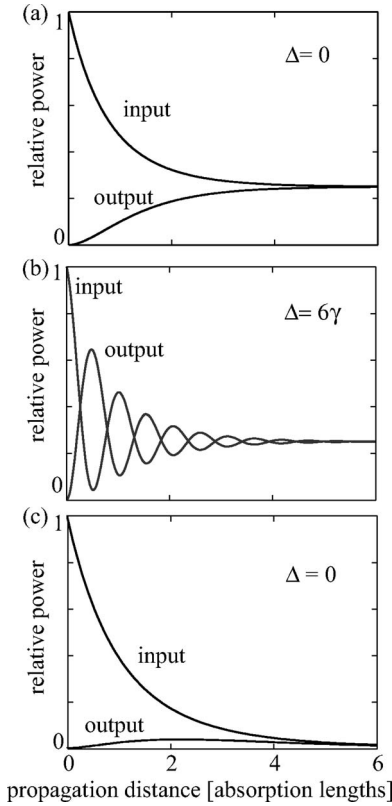 (a)
1
Δ= 0
input
relative power
output
0
(b)
1
input
Δ= 6γ
output
relative power
0
(c)
1
Δ = 0
relative power
input
output
0
0 2 4 6
propagation distance [absorption lengths]